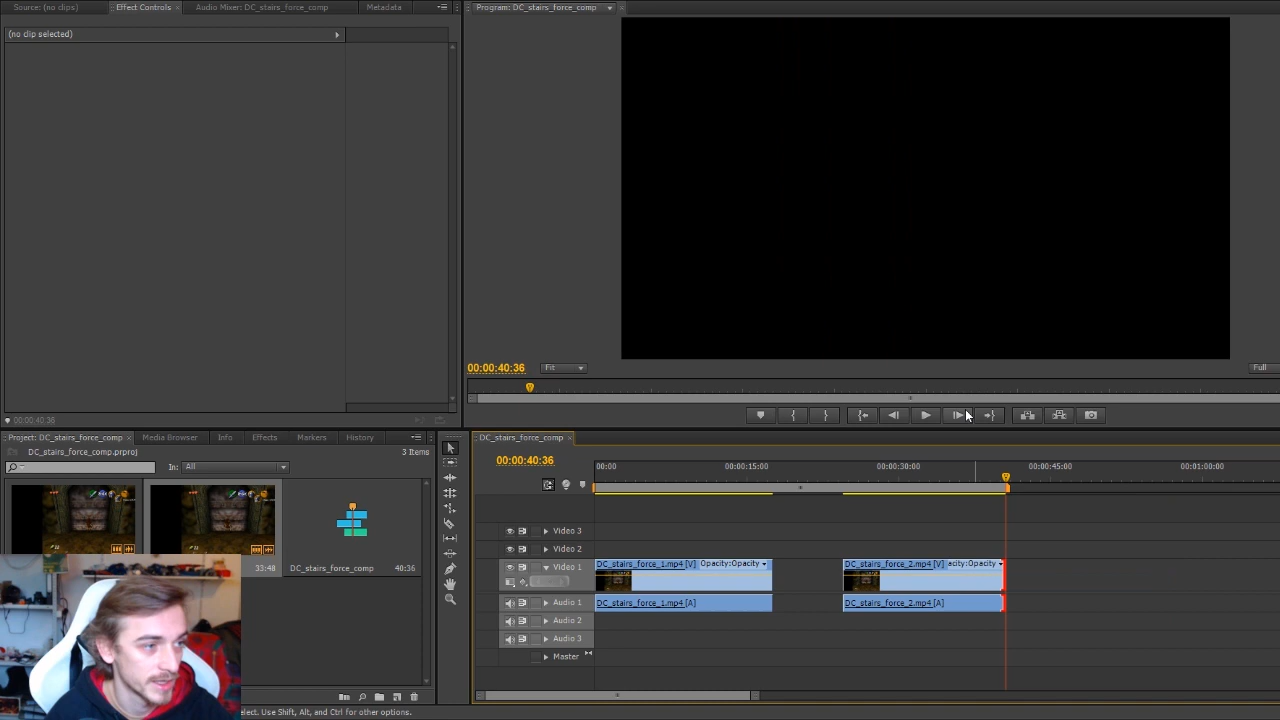 Source: (no clips) Effect Controls Audio Mixer: DC_stairs_force_comp Metadata
Program: DC_stairs_force_comp
(no clip selected)
00:00:40:36 Fit Full
00:00:40:36
Project: DC_stairs_force_comp Media Browser Info Effects Markers History
DC_stairs_force_comp.prproj 3 Items
In: All
33:48 DC_stairs_force_comp 40:36
DC_stairs_force_comp
00:00:40:36
00:00 00:00:15:00 00:00:30:00 00:00:45:00 00:01:00:00
Video 3
Video 2
Video 1 DC_stairs_force_1.mp4 [V] Opacity:Opacity DC_stairs_force_2.mp4 [V] acity:Opacity
Audio 1 DC_stairs_force_1.mp4 [A] DC_stairs_force_2.mp4 [A]
Audio 2
Audio 3
Master
lect. Use Shift, Alt, and Ctrl for other options.